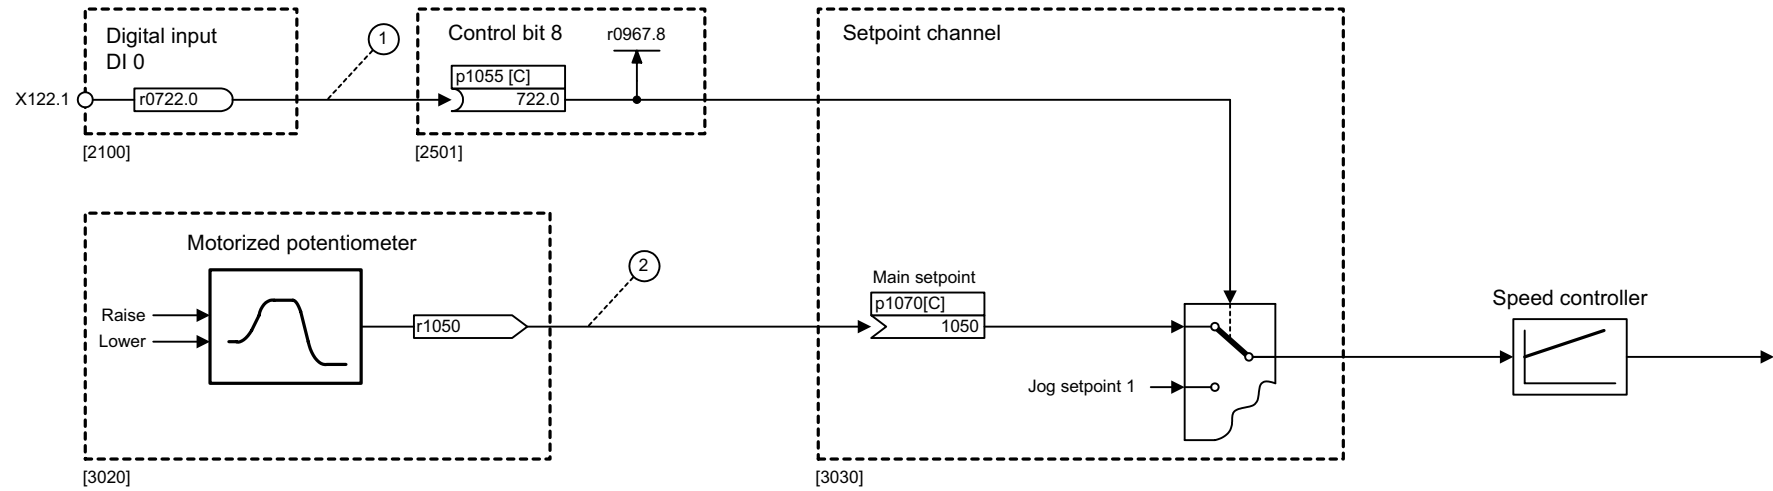 Digital input
DI 0
X122.1
r0722.0
[2100]
1
Control bit 8
r0967.8
p1055 [C]
722.0
[2501]
Setpoint channel
Motorized potentiometer
Raise
Lower
r1050
[3020]
2
Main setpoint
p1070[C]
1050
Jog setpoint 1
[3030]
Speed controller